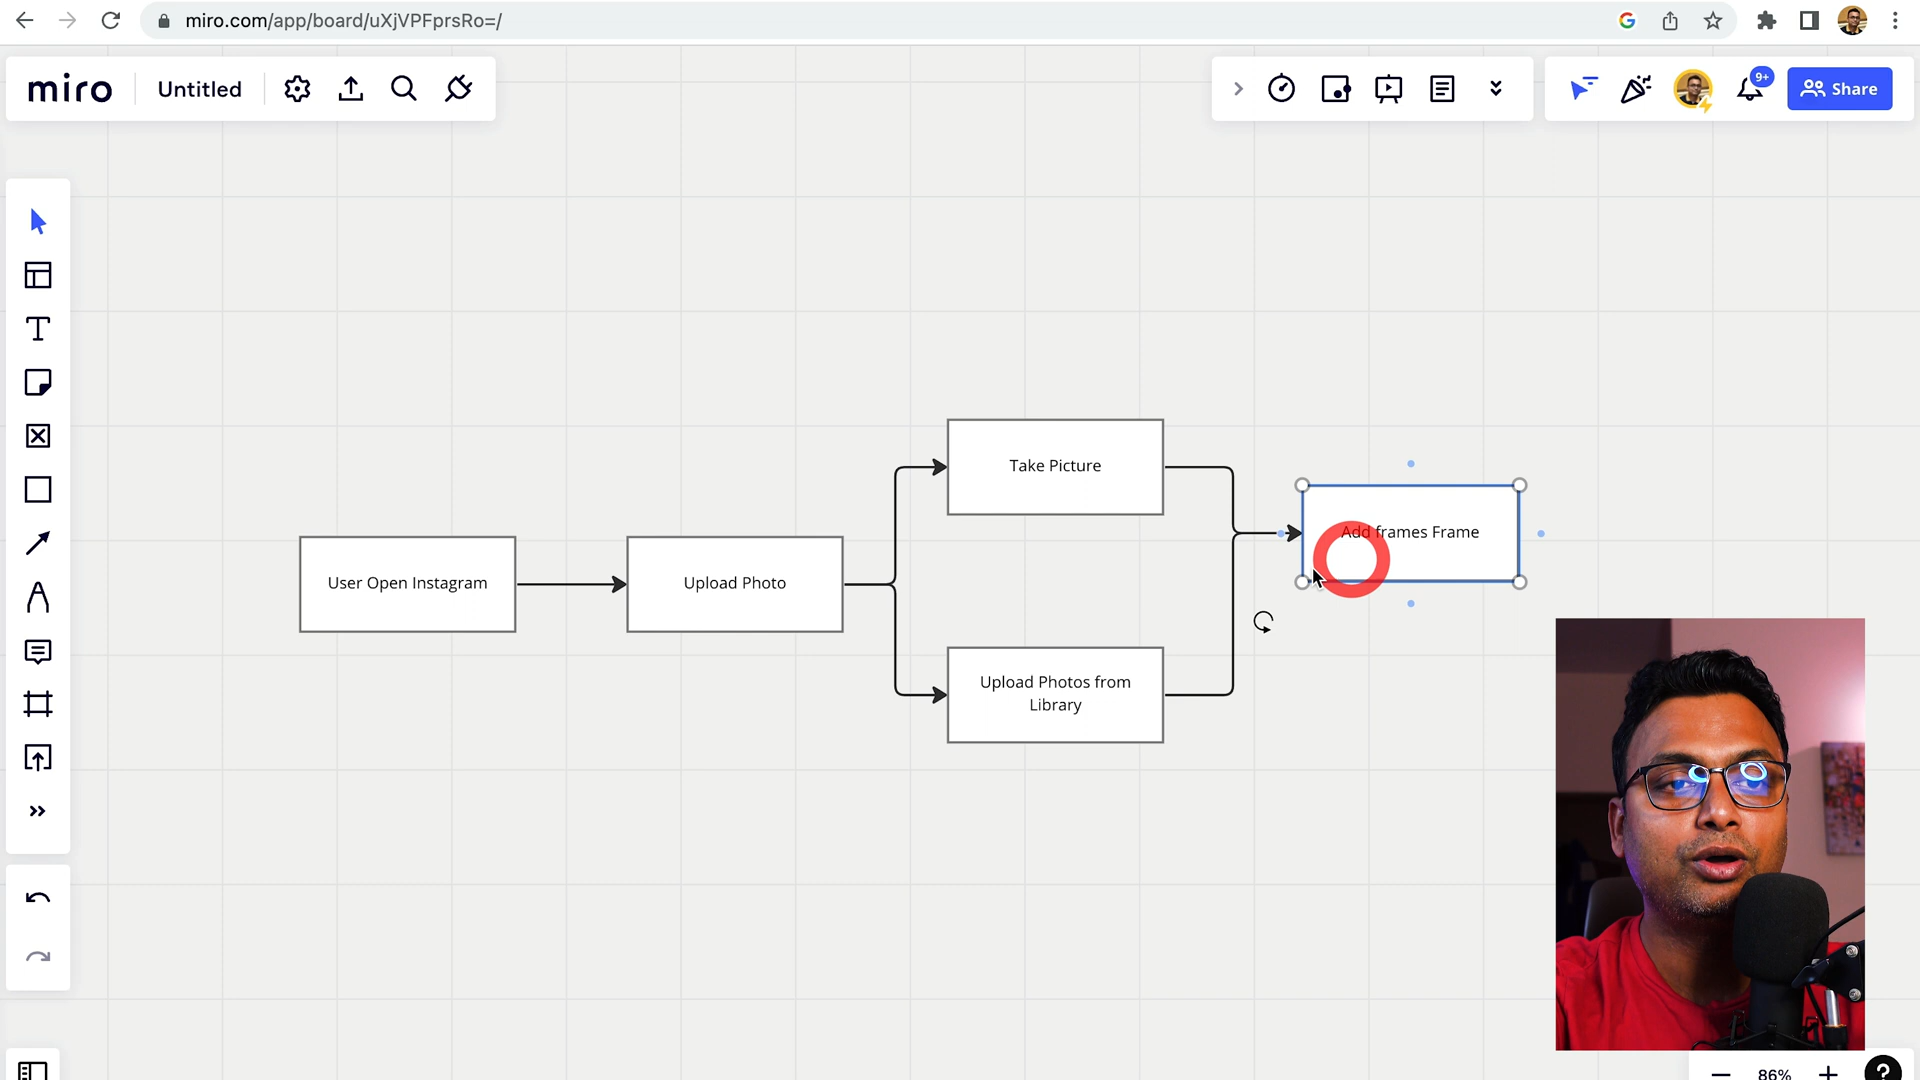 miro.com/app/board/uXjVPFprsRo=/
miro
Untitled
9+
Share
Take Picture
Add frames Frame
User Open Instagram
Upload Photo
Upload Photos from
Library
86%
?